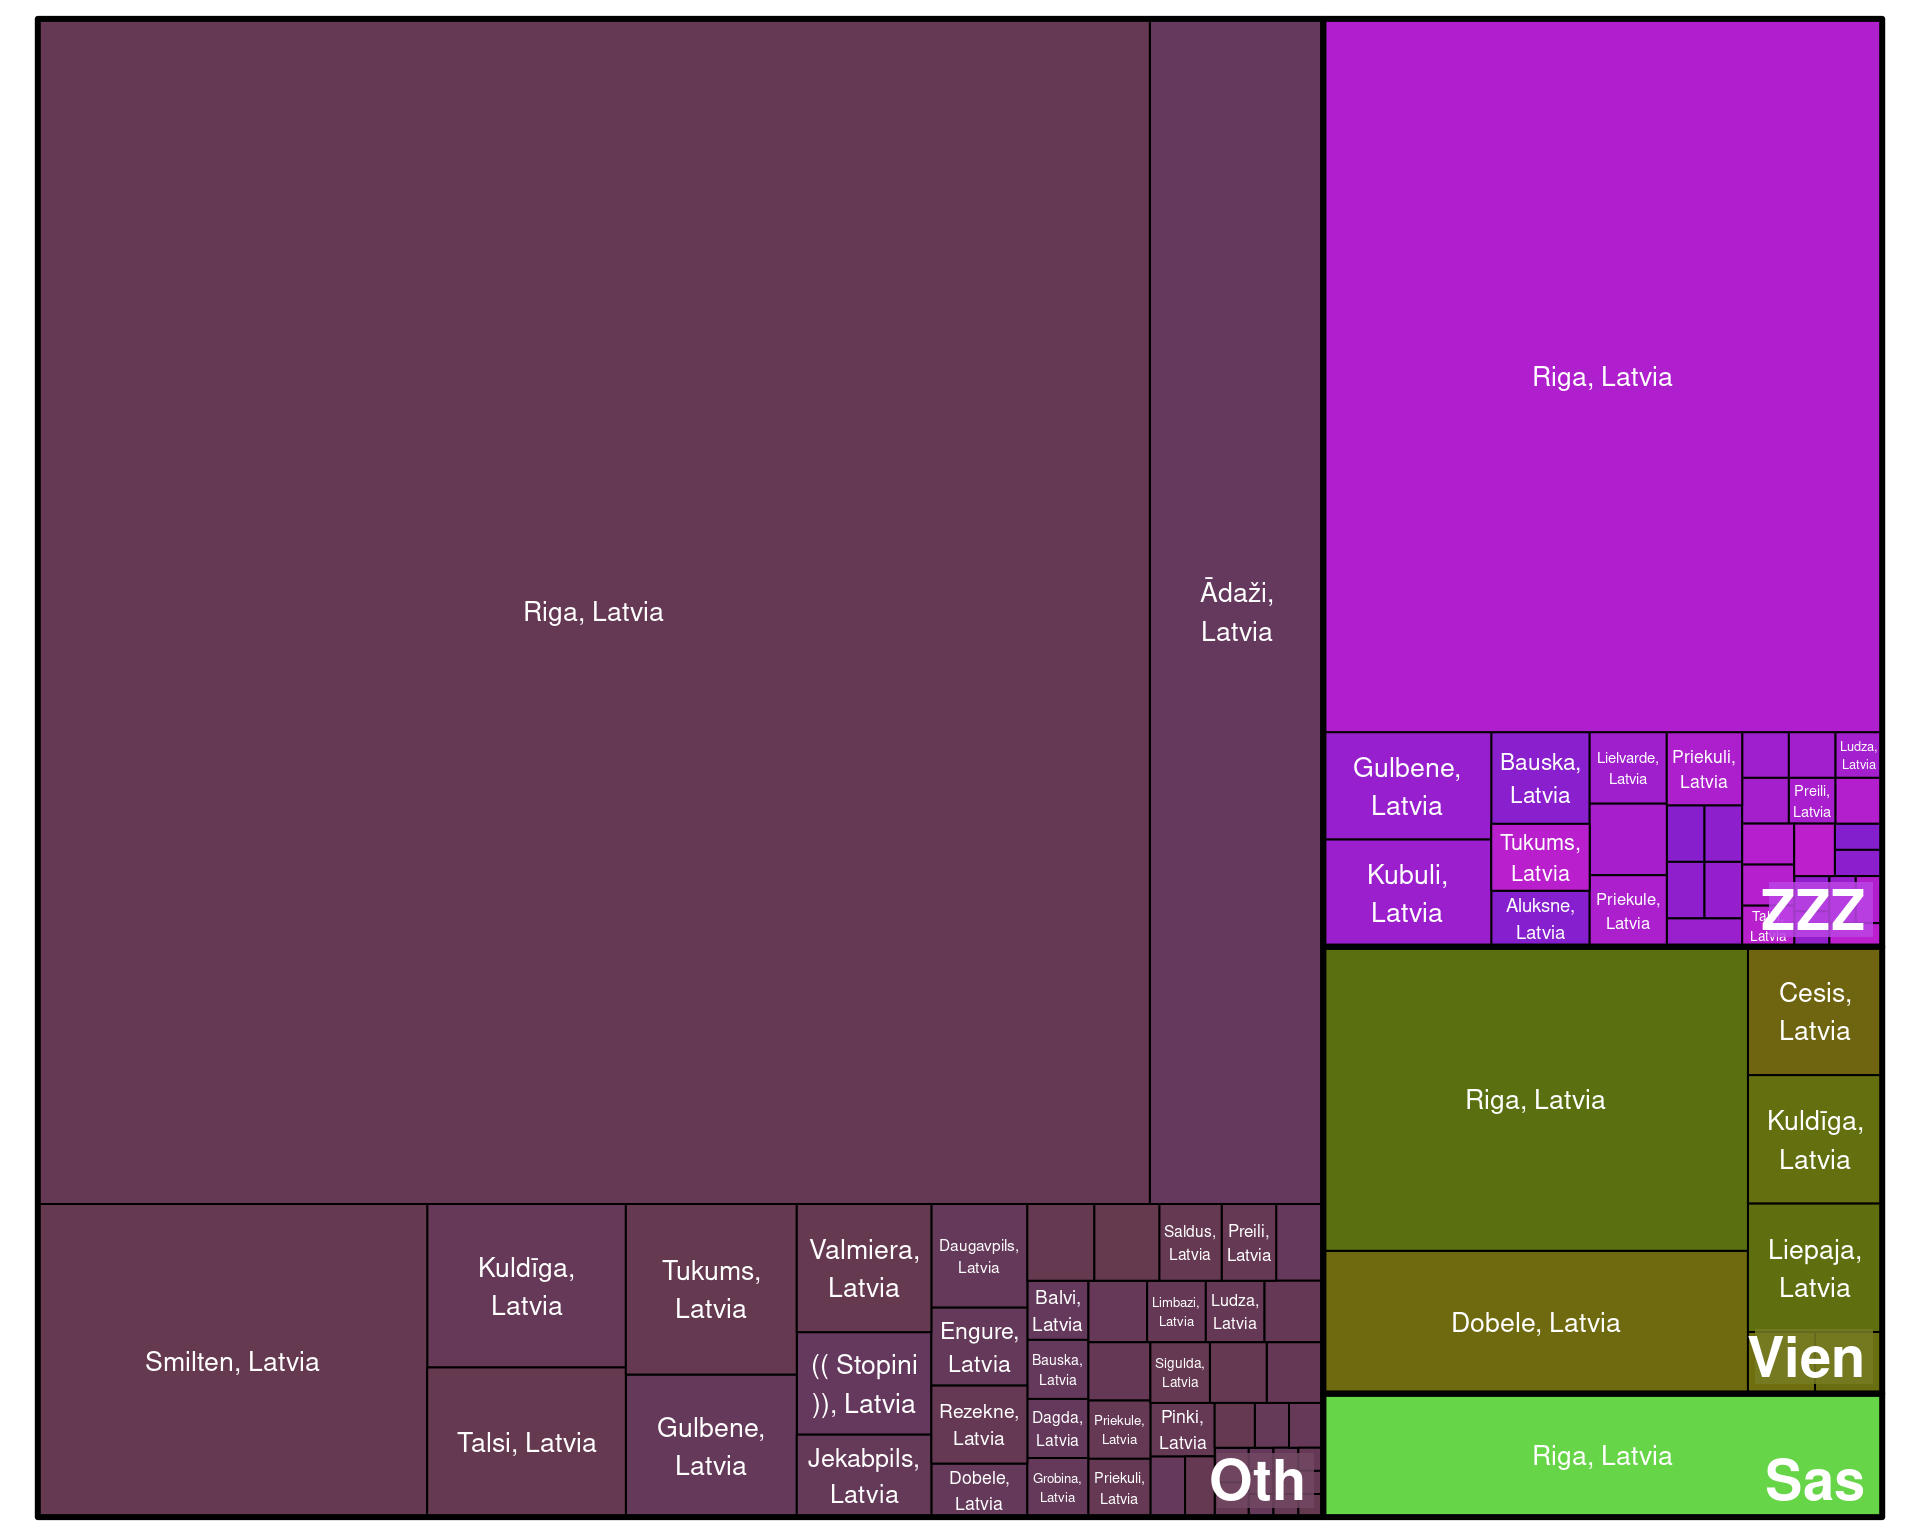 Riga, Latvia
Ādaži,
Latvia
Smilten, Latvia
Kuldīga,
Latvia
Talsi, Latvia
Tukums,
Latvia
Gulbene,
Latvia
Valmiera,
Latvia
(( Stopini
)), Latvia
Jekabpils,
Latvia
Daugavpils,
Latvia
Engure,
Latvia
Rezekne,
Latvia
Dobele,
Latvia
Balvi,
Latvia
Bauska,
Latvia
Dagda,
Latvia
Grobina,
Latvia
Priekule,
Latvia
Priekuli,
Latvia
Saldus,
Latvia
Preili,
Latvia
Limbazi,
Latvia
Ludza,
Latvia
Sigulda,
Latvia
Pinki,
Latvia
Oth
Riga, Latvia
Gulbene,
Latvia
Kubuli,
Latvia
Bauska,
Latvia
Tukums,
Latvia
Aluksne,
Latvia
Lielvarde,
Latvia
Priekule,
Latvia
Priekuli,
Latvia
Ludza,
Latvia
Preili,
Latvia
Latvia
ZZZ
Riga, Latvia
Dobele, Latvia
Cesis,
Latvia
Kuldīga,
Latvia
Liepaja,
Latvia
Vien
Riga, Latvia
Sas